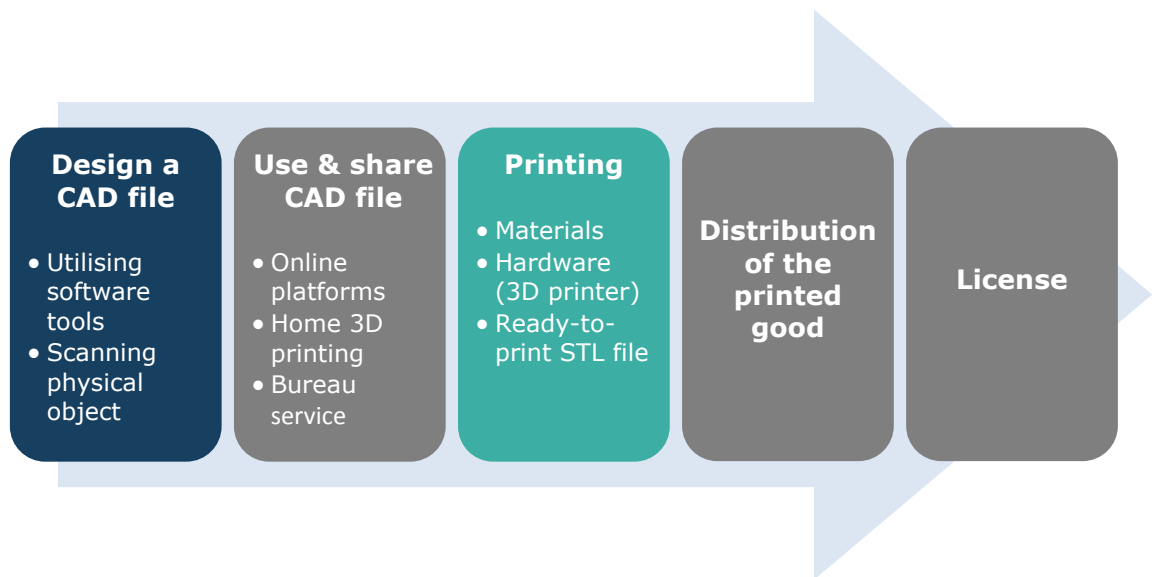 Design a
CAD file
• Utilising
software
tools
• Scanning
physical
object
Use & share
CAD file
• Online
platforms
• Home 3D
printing
• Bureau
service
Printing
• Materials
• Hardware
(3D printer)
• Ready-to-
print STL file
Distribution
of the
printed
good
License